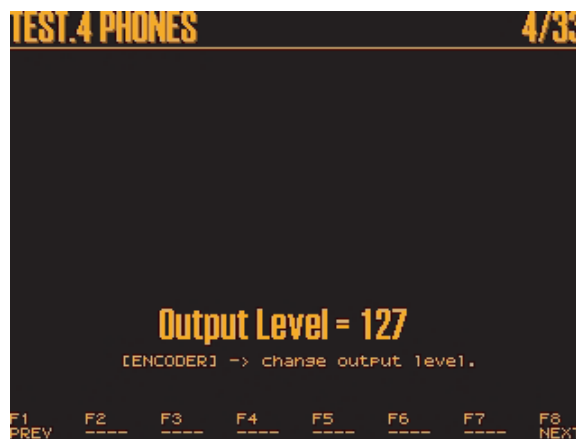 TEST.4 PHONES 4/33
Output Level = 127
[ENCODER] -> change output level.
F1 F2 F3 F4 F5 F6 F7 F8
PREV ---- ---- ---- ---- ---- ---- NEXT